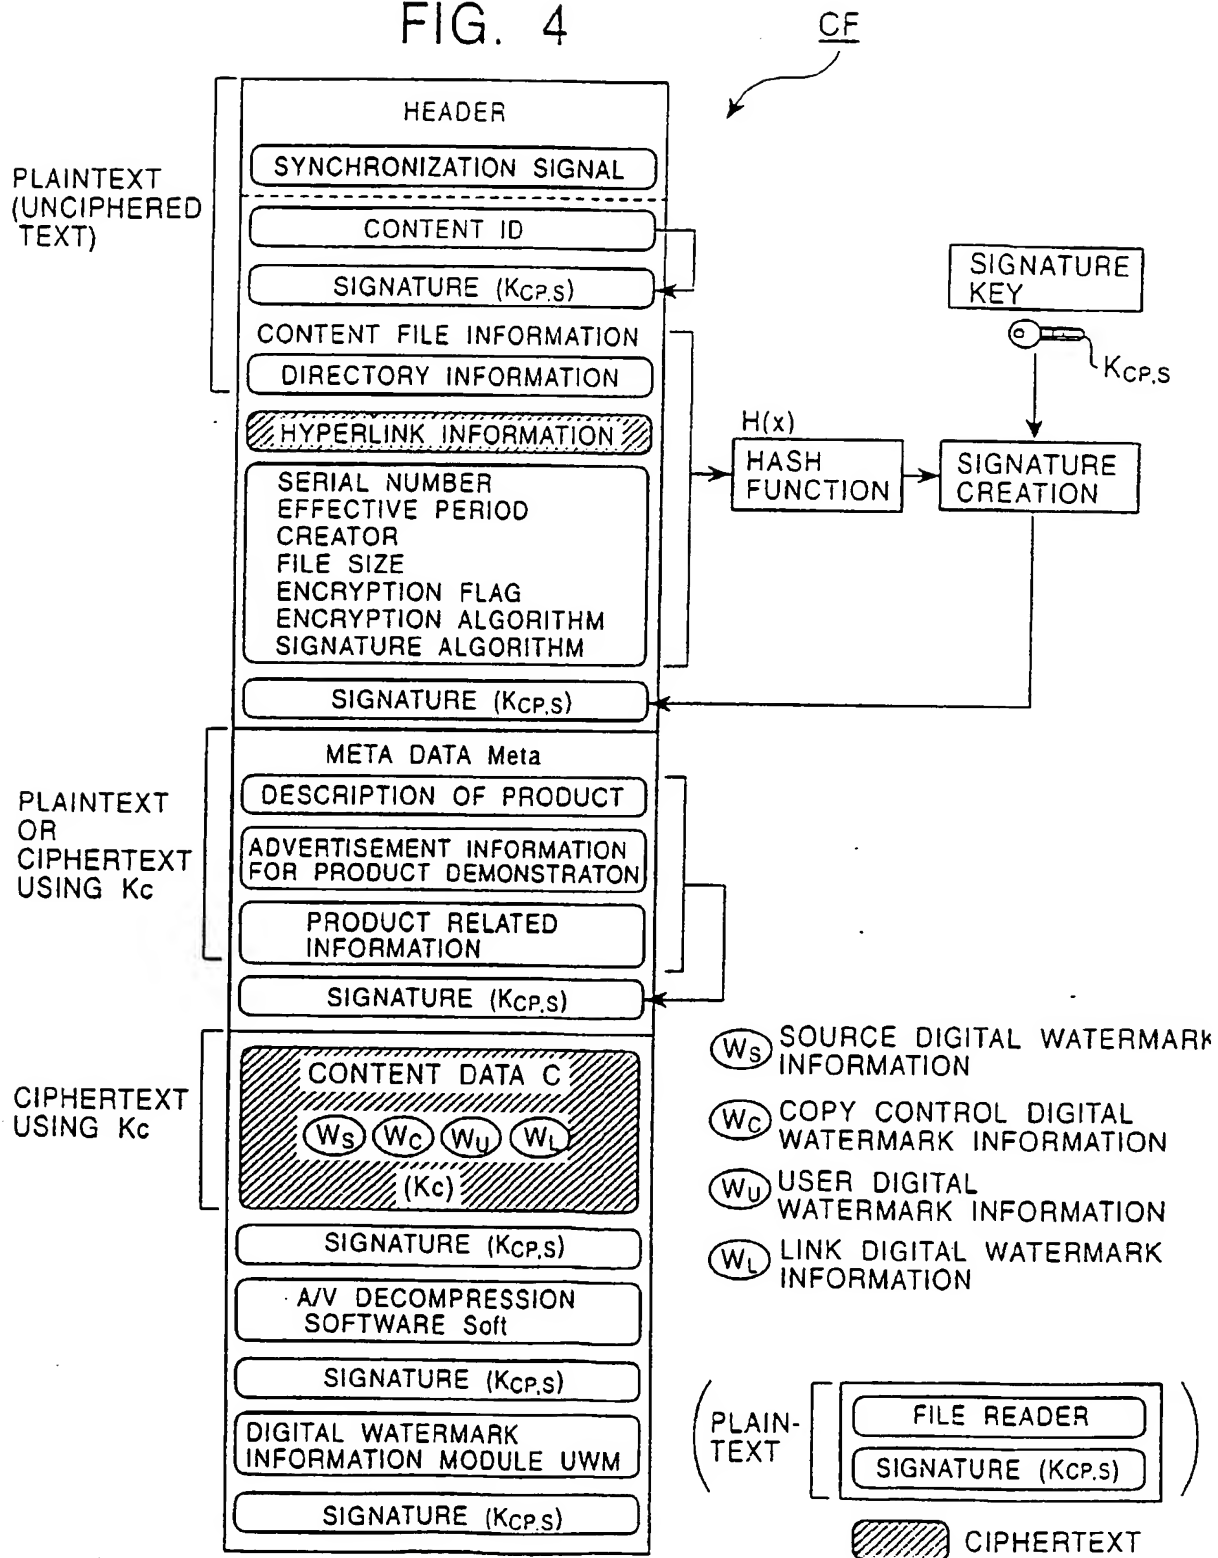 FIG. 4
CF
HEADER
SYNCHRONIZATION SIGNAL
PLAINTEXT
(UNCIPHERED
TEXT)
CONTENT ID
SIGNATURE (KCP,S)
CONTENT FILE INFORMATION
DIRECTORY INFORMATION
HYPERLINK INFORMATION
SERIAL NUMBER
EFFECTIVE PERIOD
CREATOR
FILE SIZE
ENCRYPTION FLAG
ENCRYPTION ALGORITHM
SIGNATURE ALGORITHM
SIGNATURE (KCP,S)
SIGNATURE
KEY
KCP,S
H(x)
HASH
FUNCTION
SIGNATURE
CREATION
PLAINTEXT
OR
CIPHERTEXT
USING Kc
META DATA Meta
DESCRIPTION OF PRODUCT
ADVERTISEMENT INFORMATION
FOR PRODUCT DEMONSTRATON
PRODUCT RELATED
INFORMATION
SIGNATURE (KCP,S)
CIPHERTEXT
USING Kc
CONTENT DATA C
WS WC WU WL
(Kc)
SIGNATURE (KCP,S)
A/V DECOMPRESSION
SOFTWARE Soft
SIGNATURE (KCP,S)
DIGITAL WATERMARK
INFORMATION MODULE UWM
SIGNATURE (KCP,S)
WS SOURCE DIGITAL WATERMARK
INFORMATION
WC COPY CONTROL DIGITAL
WATERMARK INFORMATION
WU USER DIGITAL
WATERMARK INFORMATION
WL LINK DIGITAL WATERMARK
INFORMATION
PLAIN-
TEXT
FILE READER
SIGNATURE (KCP,S)
CIPHERTEXT